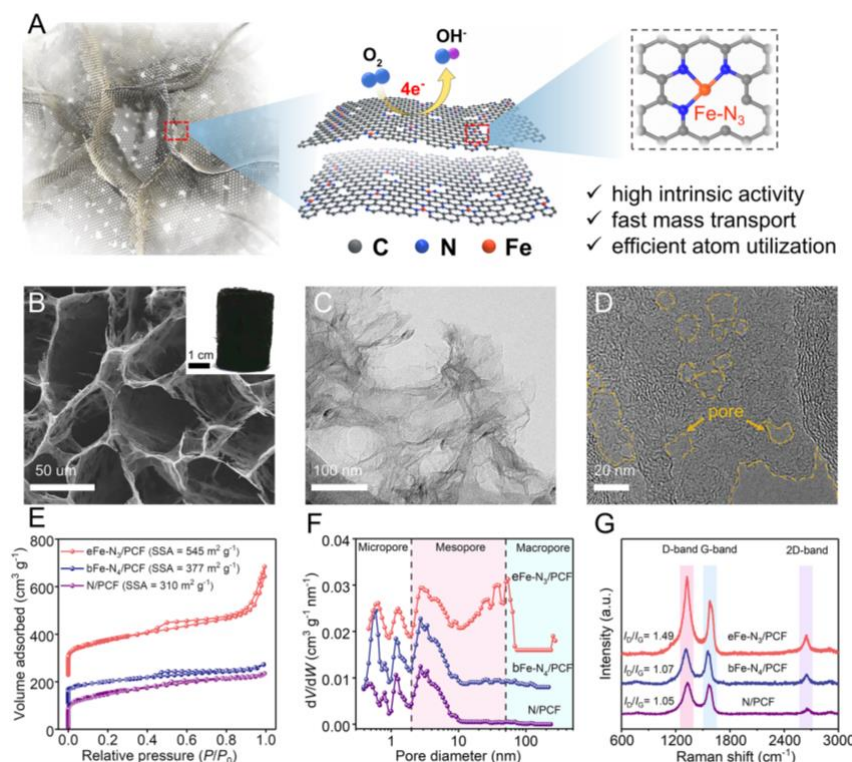 A
O2
OH-
4e-
Fe-N3
C N Fe
✓ high intrinsic activity
✓ fast mass transport
✓ efficient atom utilization
B
1 cm
50 um
C
100 nm
D
pore
20 nm
E
Volume adsorbed (cm3 g-1)
800
600
400
200
0
eFe-N3/PCF (SSA = 545 m2 g-1)
bFe-N4/PCF (SSA = 377 m2 g-1)
N/PCF (SSA = 310 m2 g-1)
0.0 0.2 0.4 0.6 0.8 1.0
Relative pressure (P/P0)
F
dV/dW (cm3 g-1 nm-1)
0.04
0.03
0.02
0.01
0.00
Micropore Mesopore Macropore
eFe-N3/PCF
bFe-N4/PCF
N/PCF
1 10 100
Pore diameter (nm)
G
Intensity (a.u.)
D-band G-band 2D-band
ID/IG= 1.49 eFe-N3/PCF
ID/IG= 1.07 bFe-N4/PCF
ID/IG= 1.05 N/PCF
600 1200 1800 2400 3000
Raman shift (cm-1)